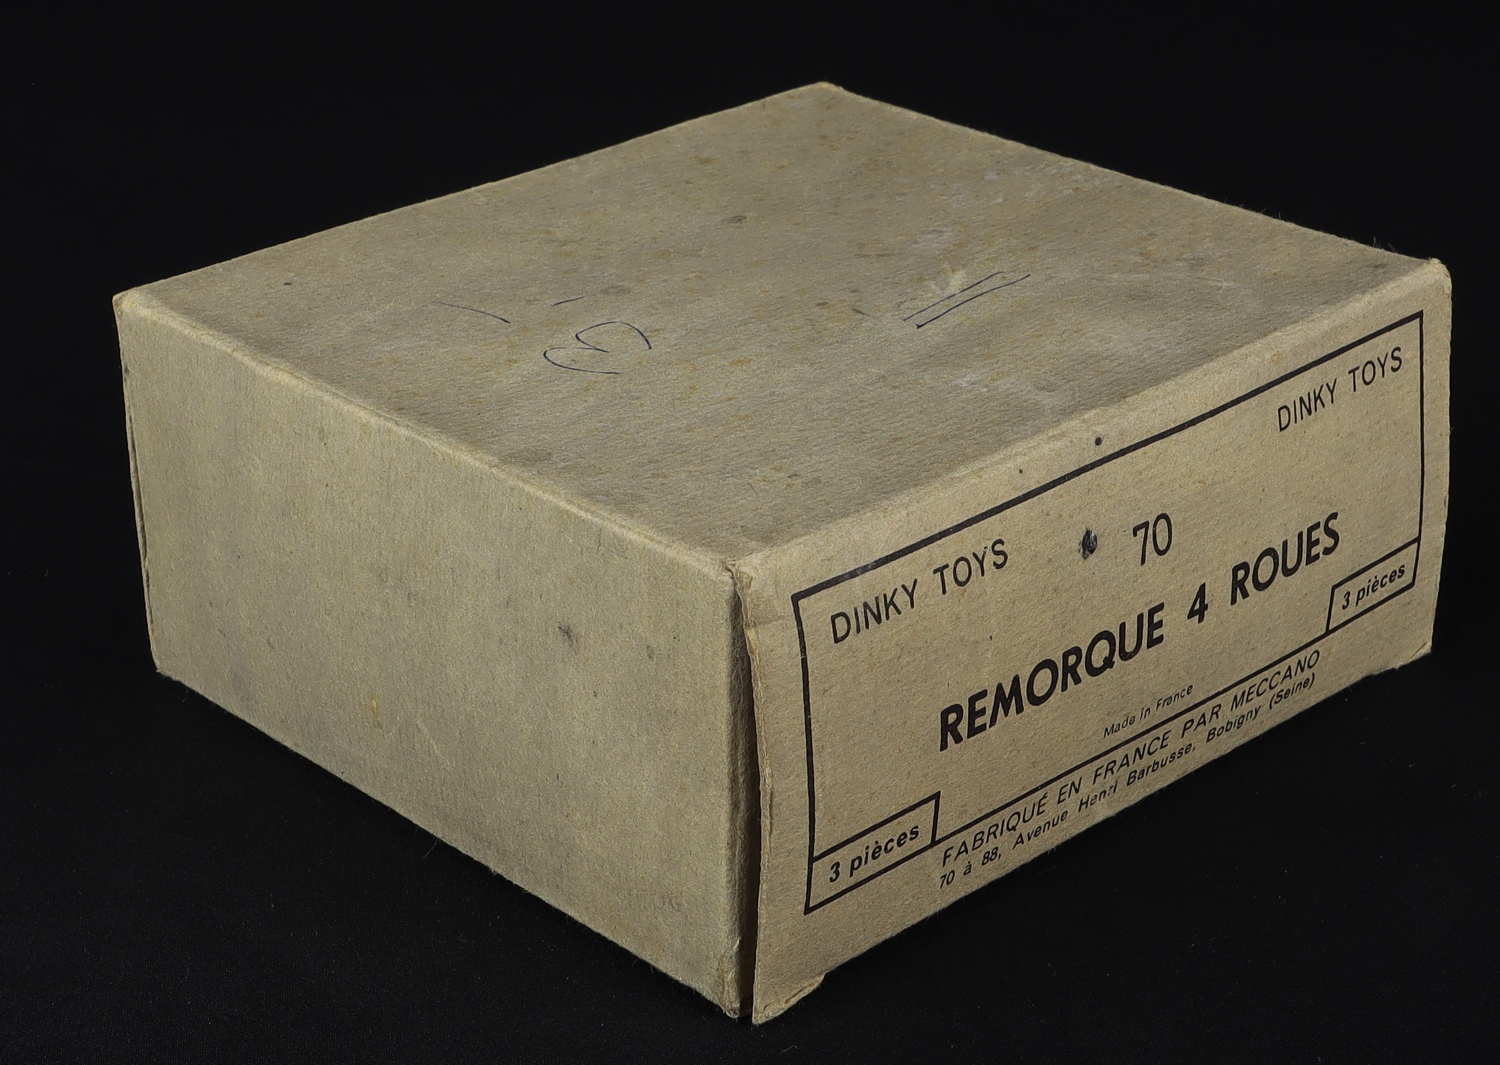 DINKY TOYS DINKY TOYS
70
REMORQUE 4 ROUES
Made in France
3 pièces 3 pièces
FABRIQUÉ EN FRANCE PAR MECCANO
70 à 88, Avenue Henri Barbusse, Bobigny (Seine)